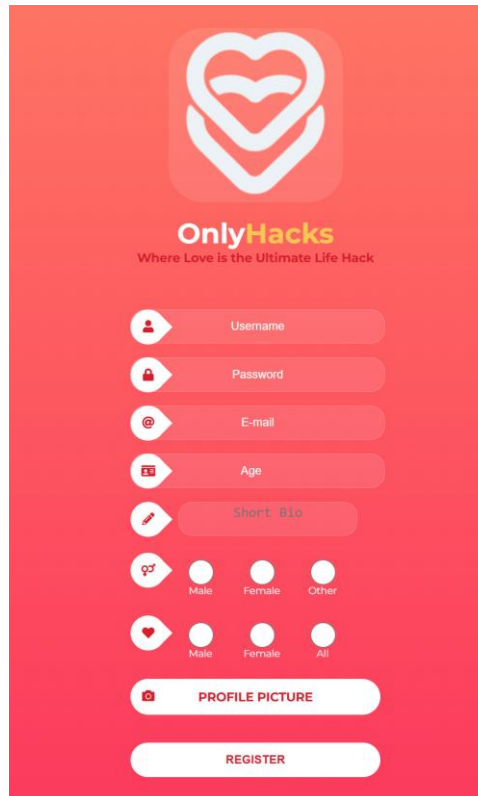 OnlyHacks
Where Love is the Ultimate Life Hack
Username
Password
@ E-mail
Age
Short Bio
Male Female Other
Male Female All
PROFILE PICTURE
REGISTER